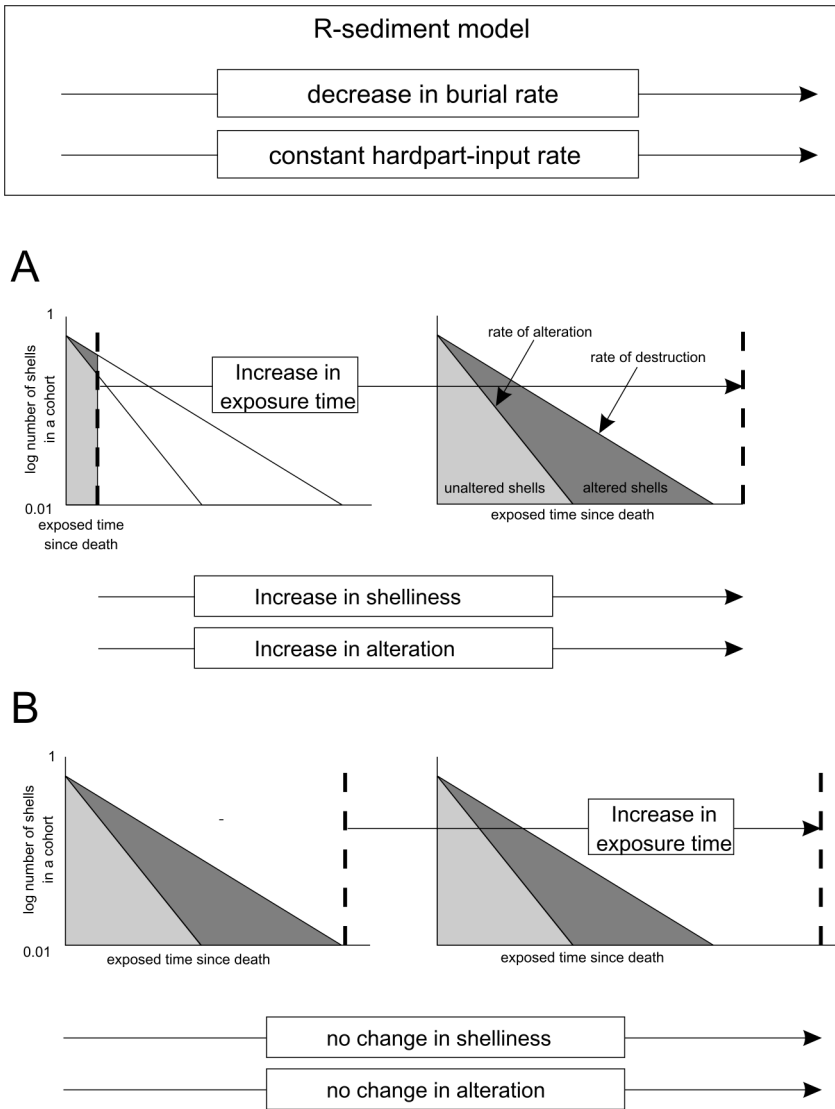 R-sediment model
decrease in burial rate
constant hardpart-input rate
A
1
log number of shells
in a cohort
0.01
exposed time
since death
Increase in
exposure time
rate of alteration
rate of destruction
unaltered shells
altered shells
exposed time since death
Increase in shelliness
Increase in alteration
B
1
log number of shells
in a cohort
0.01
exposed time since death
-
Increase in
exposure time
exposed time since death
no change in shelliness
no change in alteration